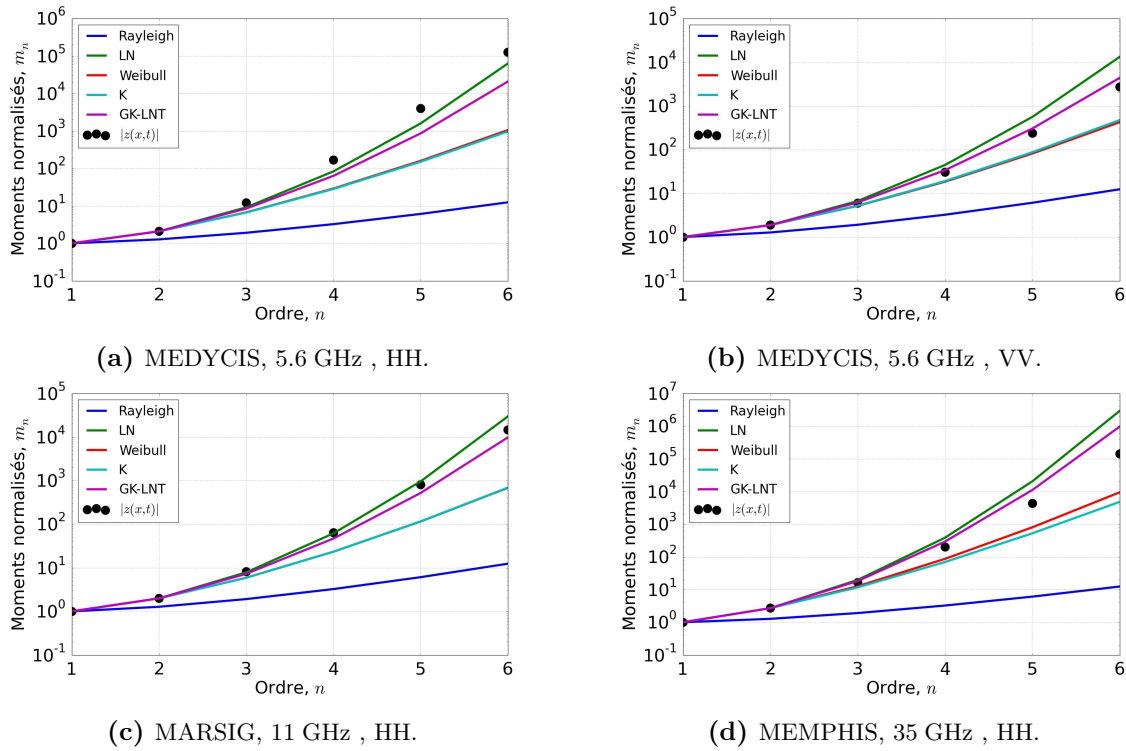 10^6
10^5
10^4
10^3
10^2
10^1
10^0
10^-1
Moments normalisés, m_n
Rayleigh
LN
Weibull
K
GK-LNT
|z(x,t)|
1 2 3 4 5 6
Ordre, n
(a) MEDYCIS, 5.6 GHz , HH.
10^5
10^4
10^3
10^2
10^1
10^0
10^-1
Moments normalisés, m_n
Rayleigh
LN
Weibull
K
GK-LNT
|z(x,t)|
1 2 3 4 5 6
Ordre, n
(b) MEDYCIS, 5.6 GHz , VV.
10^5
10^4
10^3
10^2
10^1
10^0
10^-1
Moments normalisés, m_n
Rayleigh
LN
Weibull
K
GK-LNT
|z(x,t)|
1 2 3 4 5 6
Ordre, n
(c) MARSIG, 11 GHz , HH.
10^7
10^6
10^5
10^4
10^3
10^2
10^1
10^0
10^-1
Moments normalisés, m_n
Rayleigh
LN
Weibull
K
GK-LNT
|z(x,t)|
1 2 3 4 5 6
Ordre, n
(d) MEMPHIS, 35 GHz , HH.